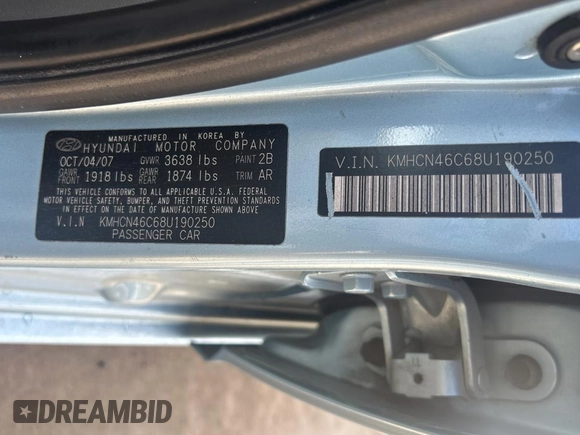 MANUFACTURED IN KOREA BY
HYUNDAI MOTOR COMPANY
OCT/04/07 GVWR 3638 lbs PAINT 2B
GAWR FRONT 1918 lbs GAWR REAR 1874 lbs TRIM AR
THIS VEHICLE CONFORMS TO ALL APPLICABLE U.S.A. FEDERAL
MOTOR VEHICLE SAFETY, BUMPER, AND THEFT PREVENTION STANDARDS
IN EFFECT ON THE DATE OF MANUFACTURE SHOWN ABOVE
V.I.N KMHCN46C68U190250
PASSENGER CAR
V.I.N. KMHCN46C68U190250
DREAMBID